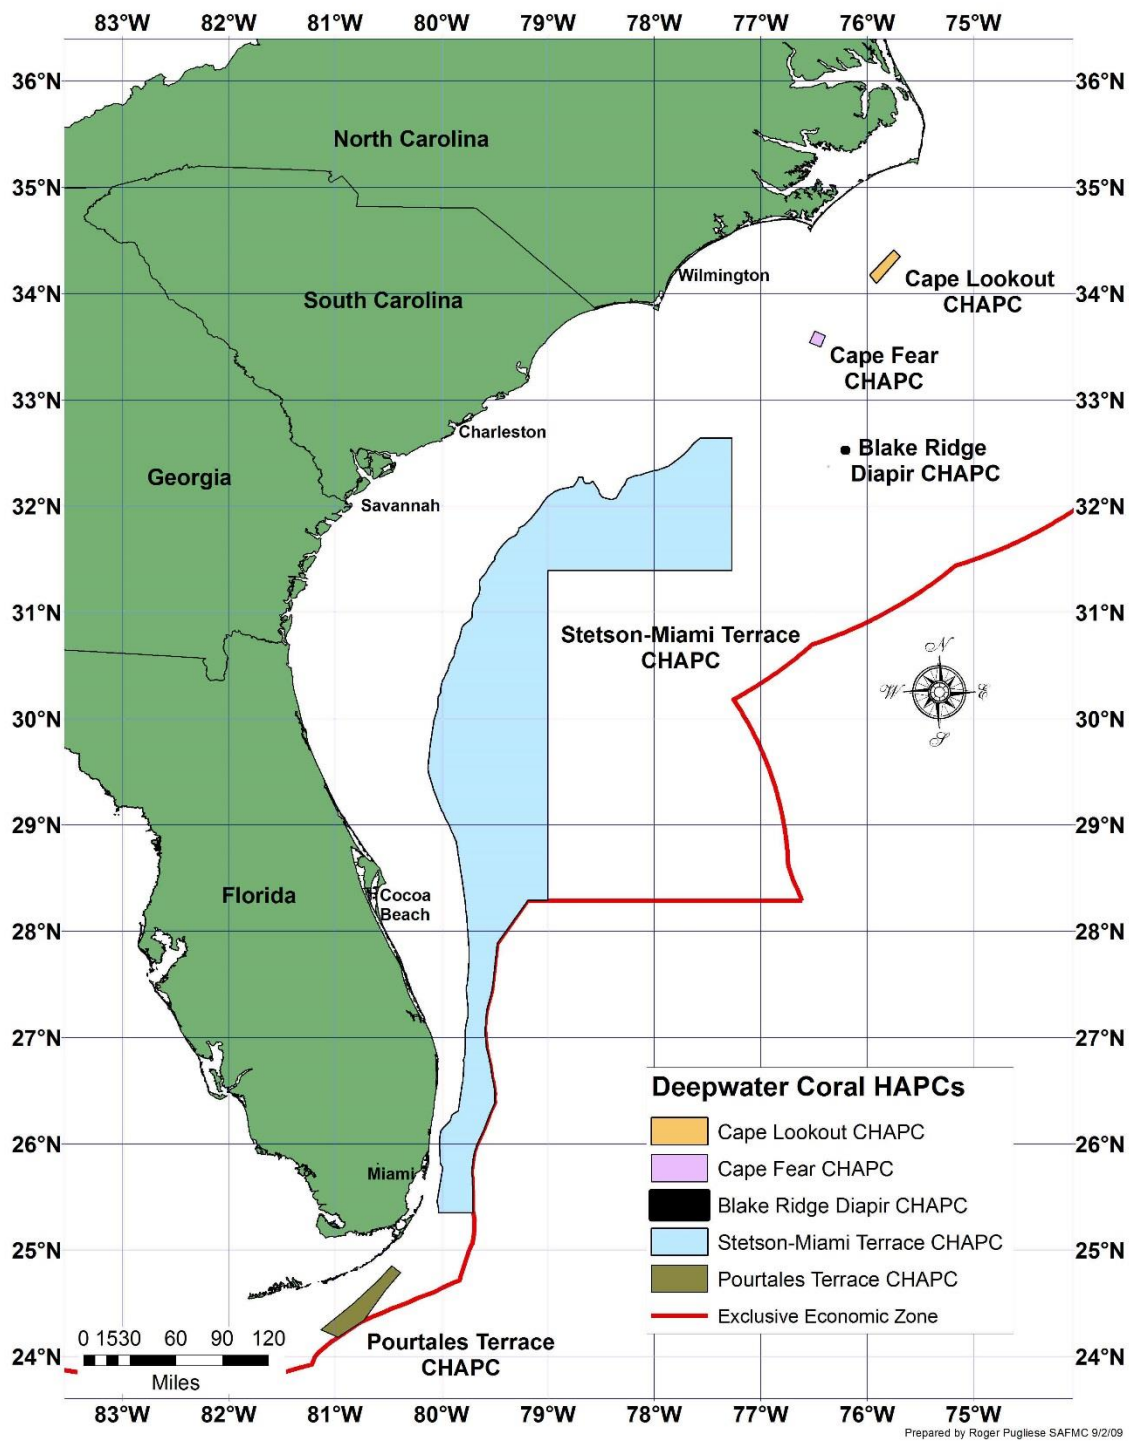 83°W 82°W 81°W 80°W 79°W 78°W 77°W 76°W 75°W
36°N 36°N
North Carolina
35°N 35°N
Wilmington
Cape Lookout
CHAPC
South Carolina
34°N 34°N
Cape Fear
CHAPC
33°N 33°N
Charleston
Blake Ridge
Diapir CHAPC
Georgia
Savannah
32°N 32°N
31°N 31°N
Stetson-Miami Terrace
CHAPC
N
W E
S
30°N 30°N
29°N 29°N
Florida
Cocoa
Beach
28°N 28°N
27°N 27°N
Deepwater Coral HAPCs
Cape Lookout CHAPC
26°N 26°N
Miami
Cape Fear CHAPC
Blake Ridge Diapir CHAPC
Stetson-Miami Terrace CHAPC
25°N 25°N
Pourtales Terrace CHAPC
Exclusive Economic Zone
0 1530 60 90 120
Miles
Pourtales Terrace
CHAPC
24°N 24°N
83°W 82°W 81°W 80°W 79°W 78°W 77°W 76°W 75°W
Prepared by Roger Pugliese SAFMC 9/2/09